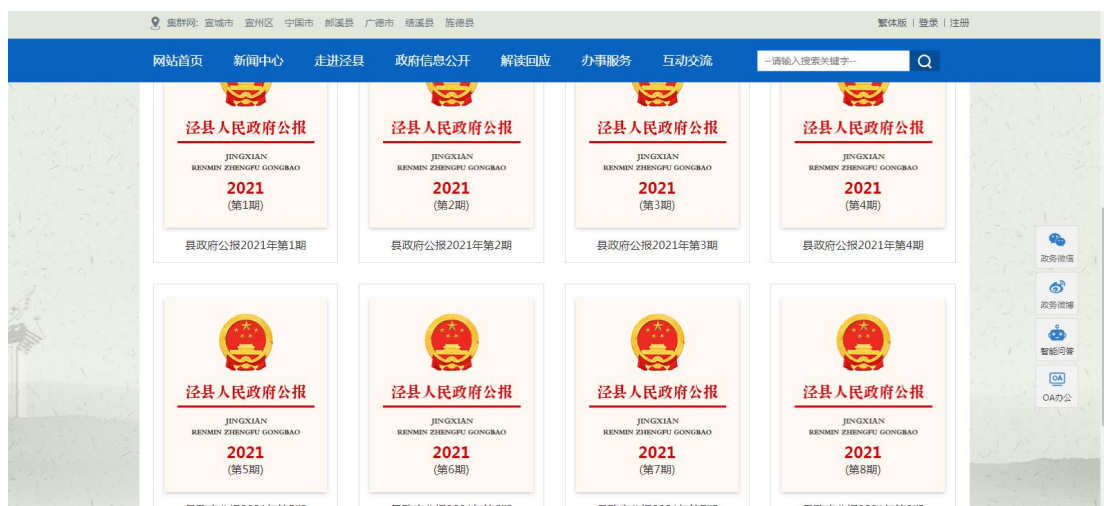 集群网: 宣城市 宣州区 宁国市 郎溪县 广德市 绩溪县 旌德县 繁体版 | 登录 | 注册
网站首页 新闻中心 走进泾县 政府信息公开 解读回应 办事服务 互动交流 --请输入搜索关键字--
泾县人民政府公报 泾县人民政府公报 泾县人民政府公报 泾县人民政府公报
JINGXIAN JINGXIAN JINGXIAN JINGXIAN
RENMIN ZHENGFU GONGBAO RENMIN ZHENGFU GONGBAO RENMIN ZHENGFU GONGBAO RENMIN ZHENGFU GONGBAO
2021 2021 2021 2021
(第1期) (第2期) (第3期) (第4期)
县政府公报2021年第1期 县政府公报2021年第2期 县政府公报2021年第3期 县政府公报2021年第4期
政务微信
政务微博
智能问答
OA
OA办公
泾县人民政府公报 泾县人民政府公报 泾县人民政府公报 泾县人民政府公报
JINGXIAN JINGXIAN JINGXIAN JINGXIAN
RENMIN ZHENGFU GONGBAO RENMIN ZHENGFU GONGBAO RENMIN ZHENGFU GONGBAO RENMIN ZHENGFU GONGBAO
2021 2021 2021 2021
(第5期) (第6期) (第7期) (第8期)